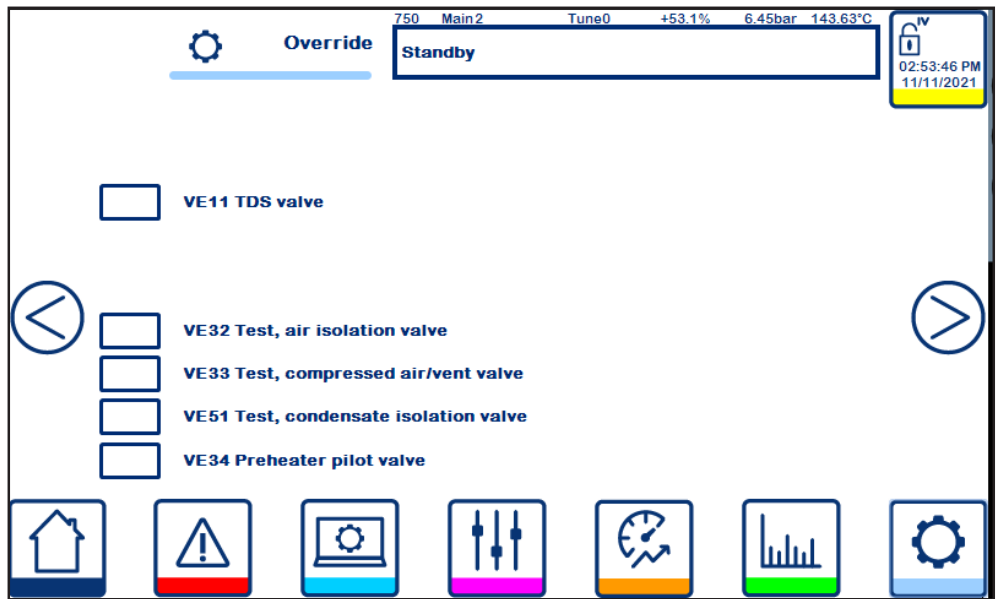 750 Main2 Tune0 +53.1% 6.45bar 143.63°C
Override
Standby
IV
02:53:46 PM
11/11/2021
VE11 TDS valve
VE32 Test, air isolation valve
VE33 Test, compressed air/vent valve
VE51 Test, condensate isolation valve
VE34 Preheater pilot valve